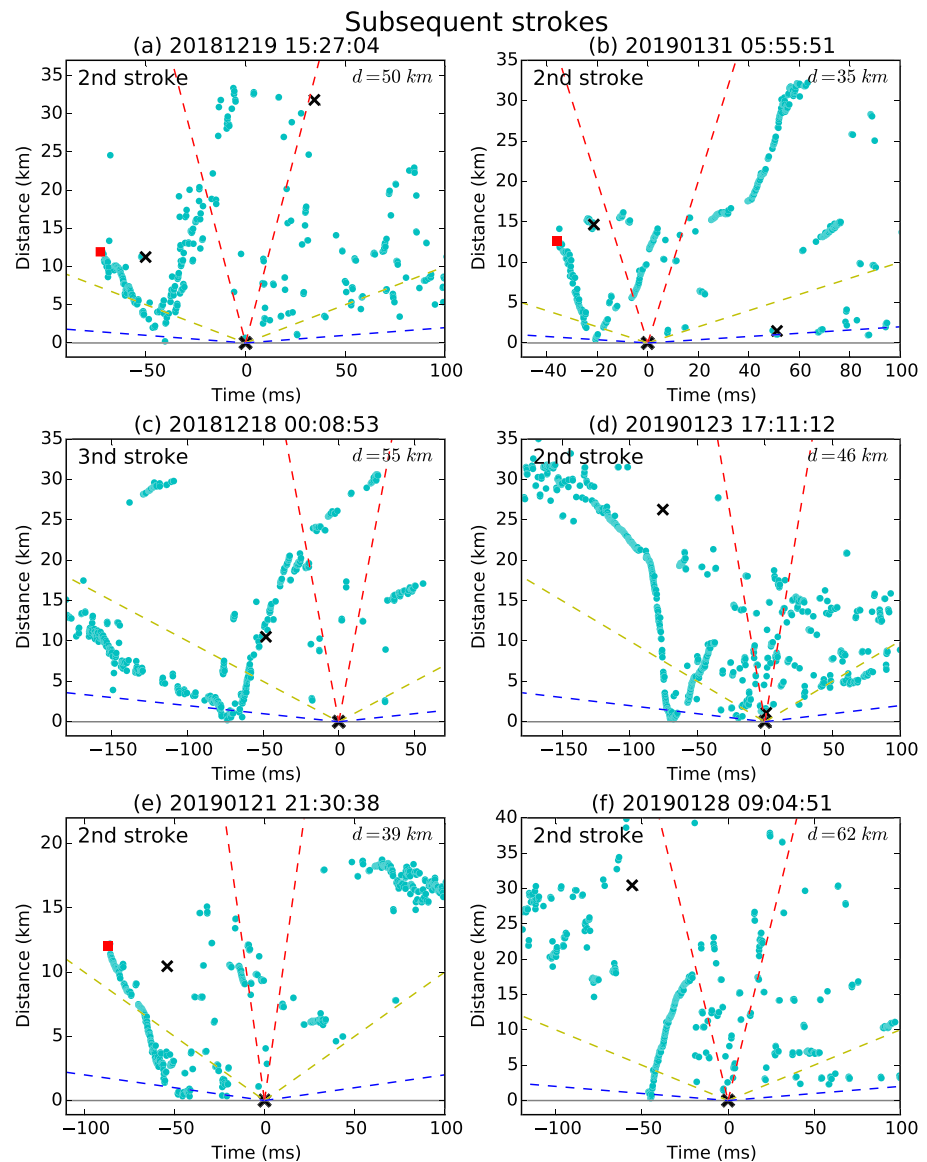 Subsequent strokes
(a) 20181219 15:27:04
2nd stroke
d=50 km
Distance (km)
35
30
25
20
15
10
5
0
−50
0
50
100
Time (ms)
(b) 20190131 05:55:51
2nd stroke
d=35 km
Distance (km)
35
30
25
20
15
10
5
0
−40
−20
0
20
40
60
80
100
Time (ms)
(c) 20181218 00:08:53
3nd stroke
d=55 km
Distance (km)
35
30
25
20
15
10
5
0
−150
−100
−50
0
50
Time (ms)
(d) 20190123 17:11:12
2nd stroke
d=46 km
Distance (km)
35
30
25
20
15
10
5
0
−150
−100
−50
0
50
100
Time (ms)
(e) 20190121 21:30:38
2nd stroke
d=39 km
Distance (km)
20
15
10
5
0
−100
−50
0
50
100
Time (ms)
(f) 20190128 09:04:51
2nd stroke
d=62 km
Distance (km)
40
35
30
25
20
15
10
5
0
−100
−50
0
50
100
Time (ms)